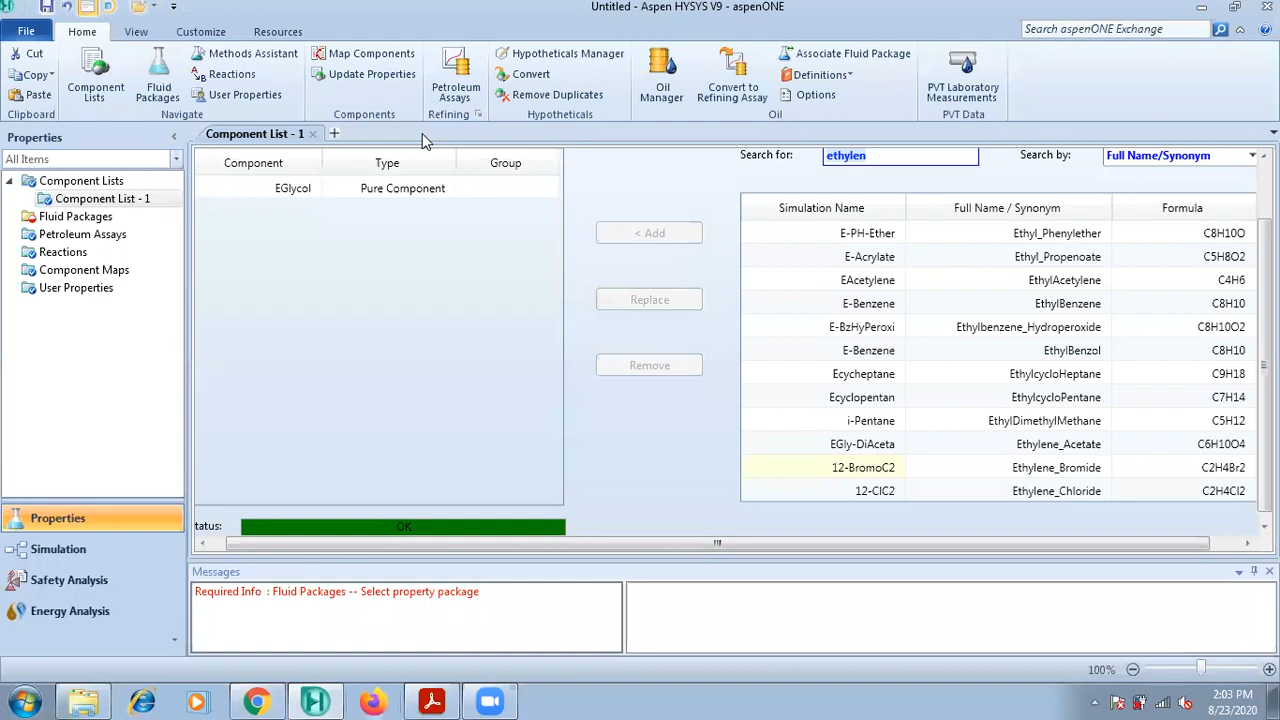 Untitled - Aspen HYSYS V9 - aspenONE
File
Home
View
Customize
Resources
Search aspenONE Exchange
Cut
Copy
Paste
Clipboard
Component Lists
Fluid Packages
Methods Assistant
Reactions
User Properties
Navigate
Map Components
Update Properties
Components
Petroleum Assays
Refining
Hypotheticals Manager
Convert
Remove Duplicates
Hypotheticals
Oil Manager
Convert to Refining Assay
Associate Fluid Package
Definitions
Options
Oil
PVT Laboratory Measurements
PVT Data
Properties
All Items
Component Lists
Component List - 1
Fluid Packages
Petroleum Assays
Reactions
Component Maps
User Properties
Properties
Simulation
Safety Analysis
Energy Analysis
Component List - 1
Component Type Group
EGlycol Pure Component
< Add
Replace
Remove
Search for: ethylen Search by: Full Name/Synonym
Simulation Name Full Name / Synonym Formula
E-PH-Ether Ethyl_Phenylether C8H10O
E-Acrylate Ethyl_Propenoate C5H8O2
EAcetylene EthylAcetylene C4H6
E-Benzene EthylBenzene C8H10
E-BzHyPeroxi Ethylbenzene_Hydroperoxide C8H10O2
E-Benzene EthylBenzol C8H10
Ecycheptane EthylcycloHeptane C9H18
Ecyclopentan EthylcycloPentane C7H14
i-Pentane EthylDimethylMethane C5H12
EGly-DiAceta Ethylene_Acetate C6H10O4
12-BromoC2 Ethylene_Bromide C2H4Br2
12-ClC2 Ethylene_Chloride C2H4Cl2
tatus: OK
Messages
Required Info : Fluid Packages -- Select property package
100%
2:03 PM
8/23/2020